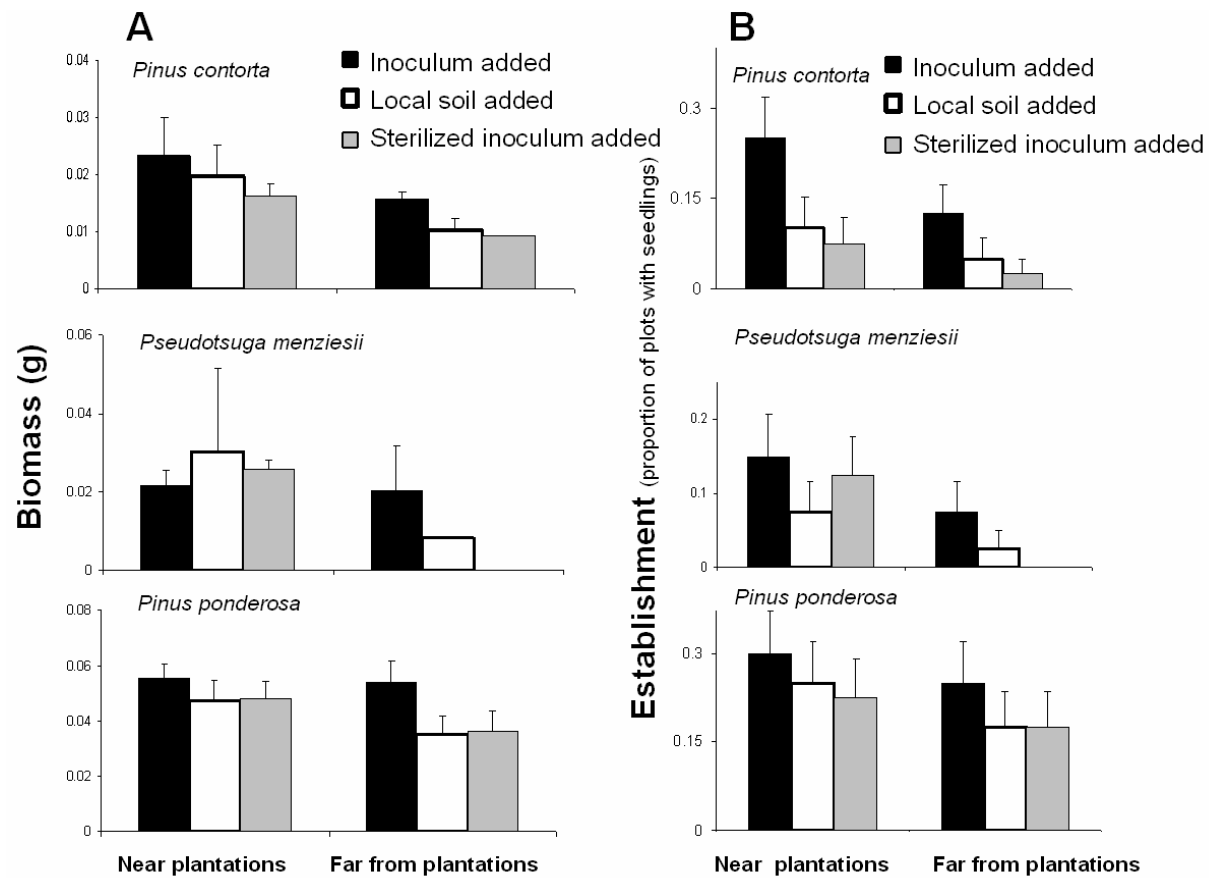 A
Pinus contorta
Inoculum added
Local soil added
Sterilized inoculum added
0.04
0.03
0.02
0.01
0
Pseudotsuga menziesii
0.06
0.04
0.02
0
Pinus ponderosa
0.08
0.06
0.04
0.02
0
Biomass (g)
Near plantations
Far from plantations
B
Pinus contorta
Inoculum added
Local soil added
Sterilized inoculum added
0.3
0.15
0
Pseudotsuga menziesii
0.2
0.1
0
Pinus ponderosa
0.3
0.15
0
Establishment (proportion of plots with seedlings)
Near plantations
Far from plantations